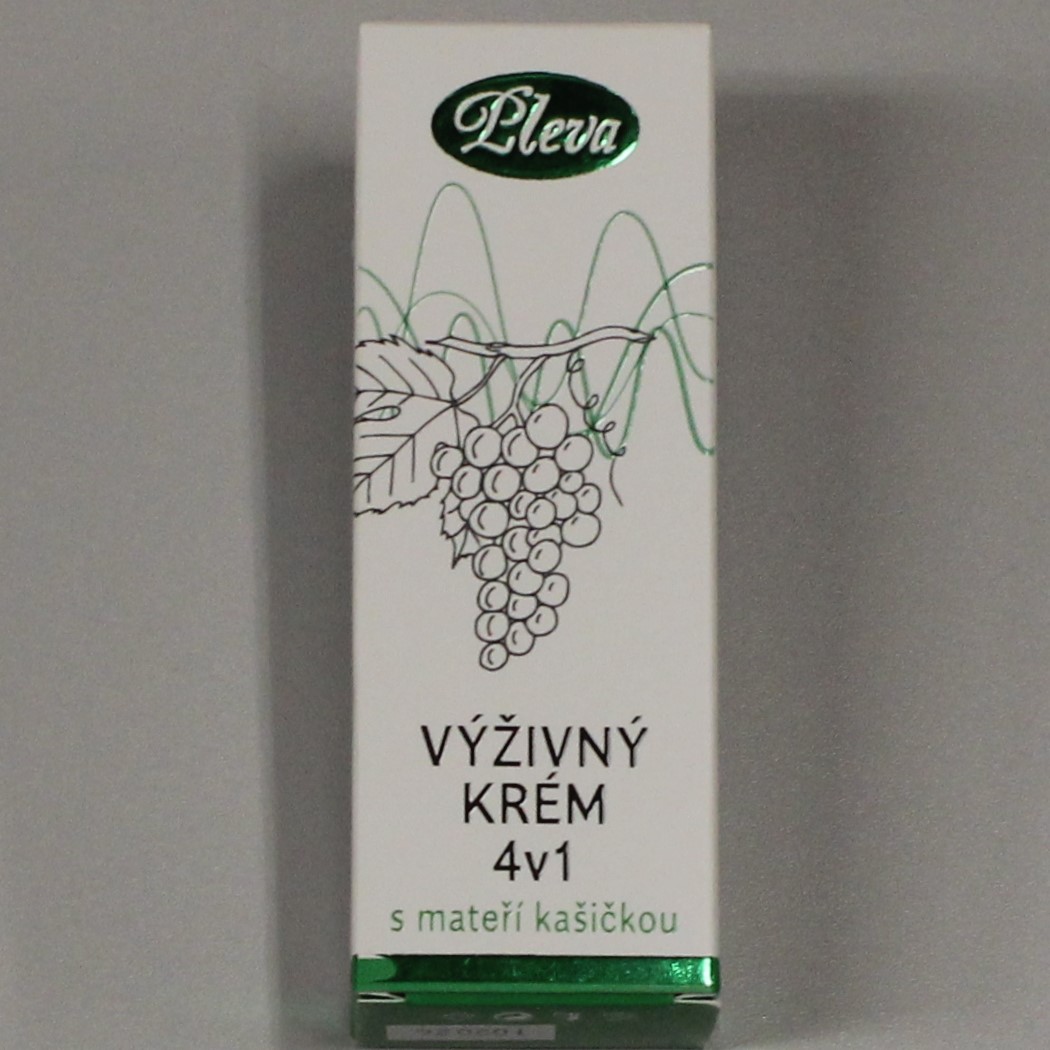 Pleva
VÝŽIVNÝ
KRÉM
4v1
s mateří kašičkou